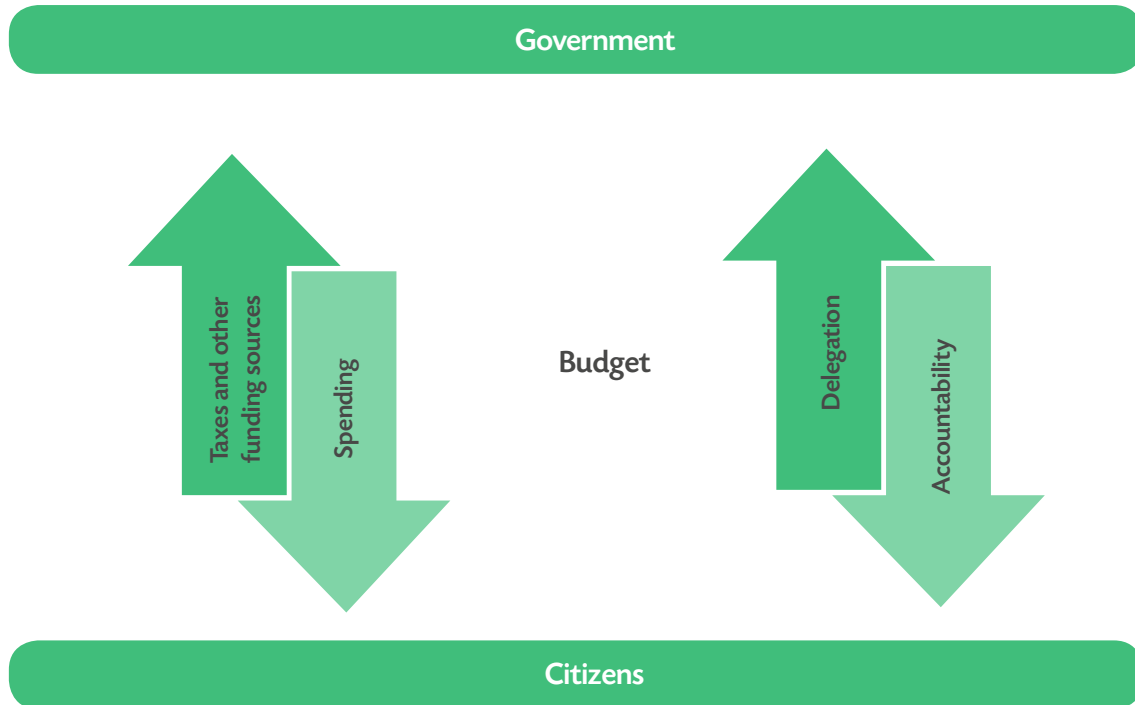 Government
Taxes and other
funding sources
Spending
Budget
Delegation
Accountability
Citizens